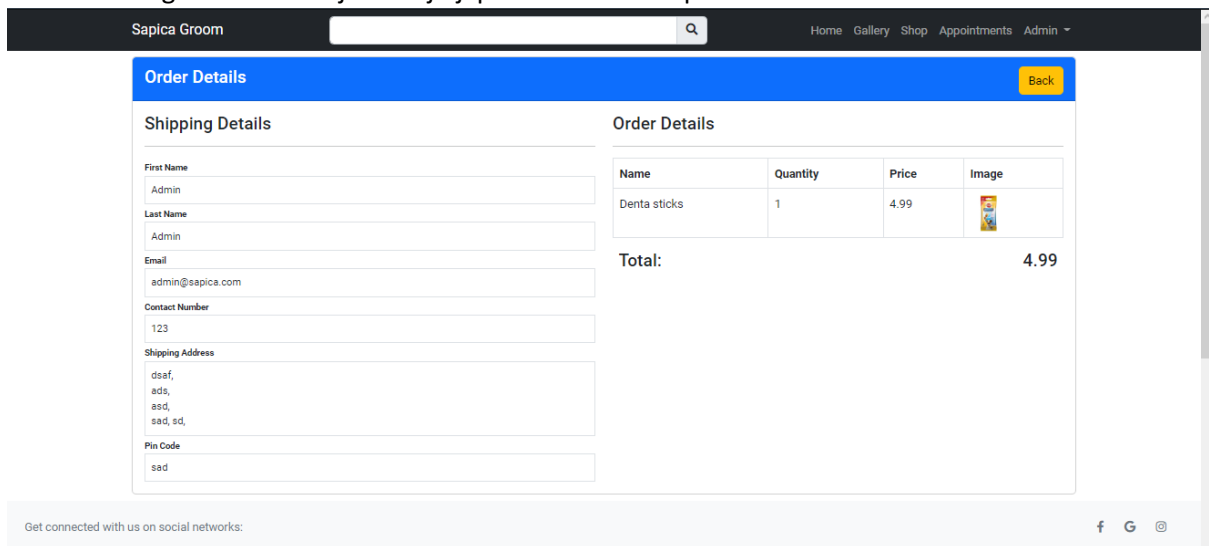 Sapica Groom
Home Gallery Shop Appointments Admin
Order Details
Back
Shipping Details
First Name
Admin
Last Name
Admin
Email
admin@sapica.com
Contact Number
123
Shipping Address
dsaf,
ads,
asd,
sad, sd,
Pin Code
sad
Order Details
Name Quantity Price Image
Denta sticks 1 4.99
Total: 4.99
Get connected with us on social networks: